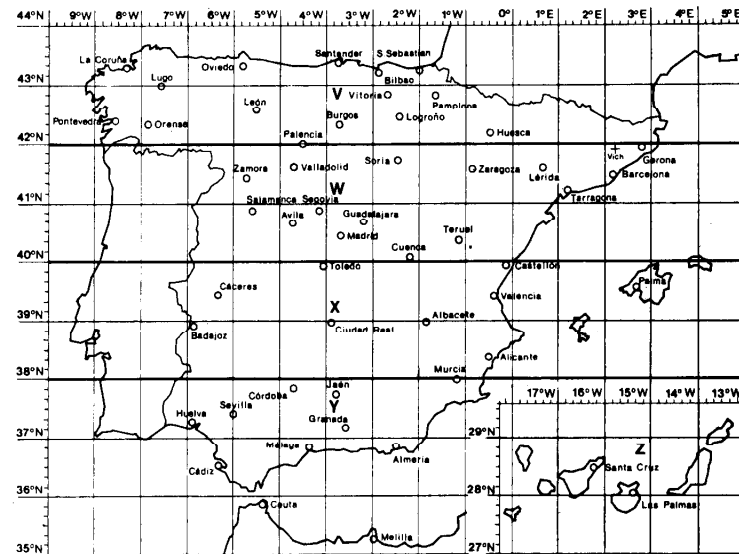 44°N 10°W 9°W 8°W 7°W 6°W 5°W 4°W 3°W 2°W 1°W 0° 1°E 2°E 3°E 4°E 5°E
La Coruña Oviedo Santander S Sebastian
43°N Lugo Bilbao
León V Vitoria Pamplona
Pontevedra Orense Burgos Logroño Huesca
42°N Palencia Vich Gerona
Zamora Valladolid Soria Zaragoza Lérida Barcelona
41°N W Tarragona
Salamanca Segovia Avila Guadalajara
Madrid Teruel
40°N Cuenca
Toledo Castellón
Cáceres Palma
39°N X Valencia
Badajoz Ciudad Real Albacete
Alicante
38°N Murcia
Córdoba Jaén 17°W 16°W 15°W 14°W 13°W
Huelva Sevilla Y
Granada 29°N
37°N Málaga Almeria Z
Cádiz Santa Cruz
36°N 28°N
Ceuta Las Palmas
35°N Melilla 27°N